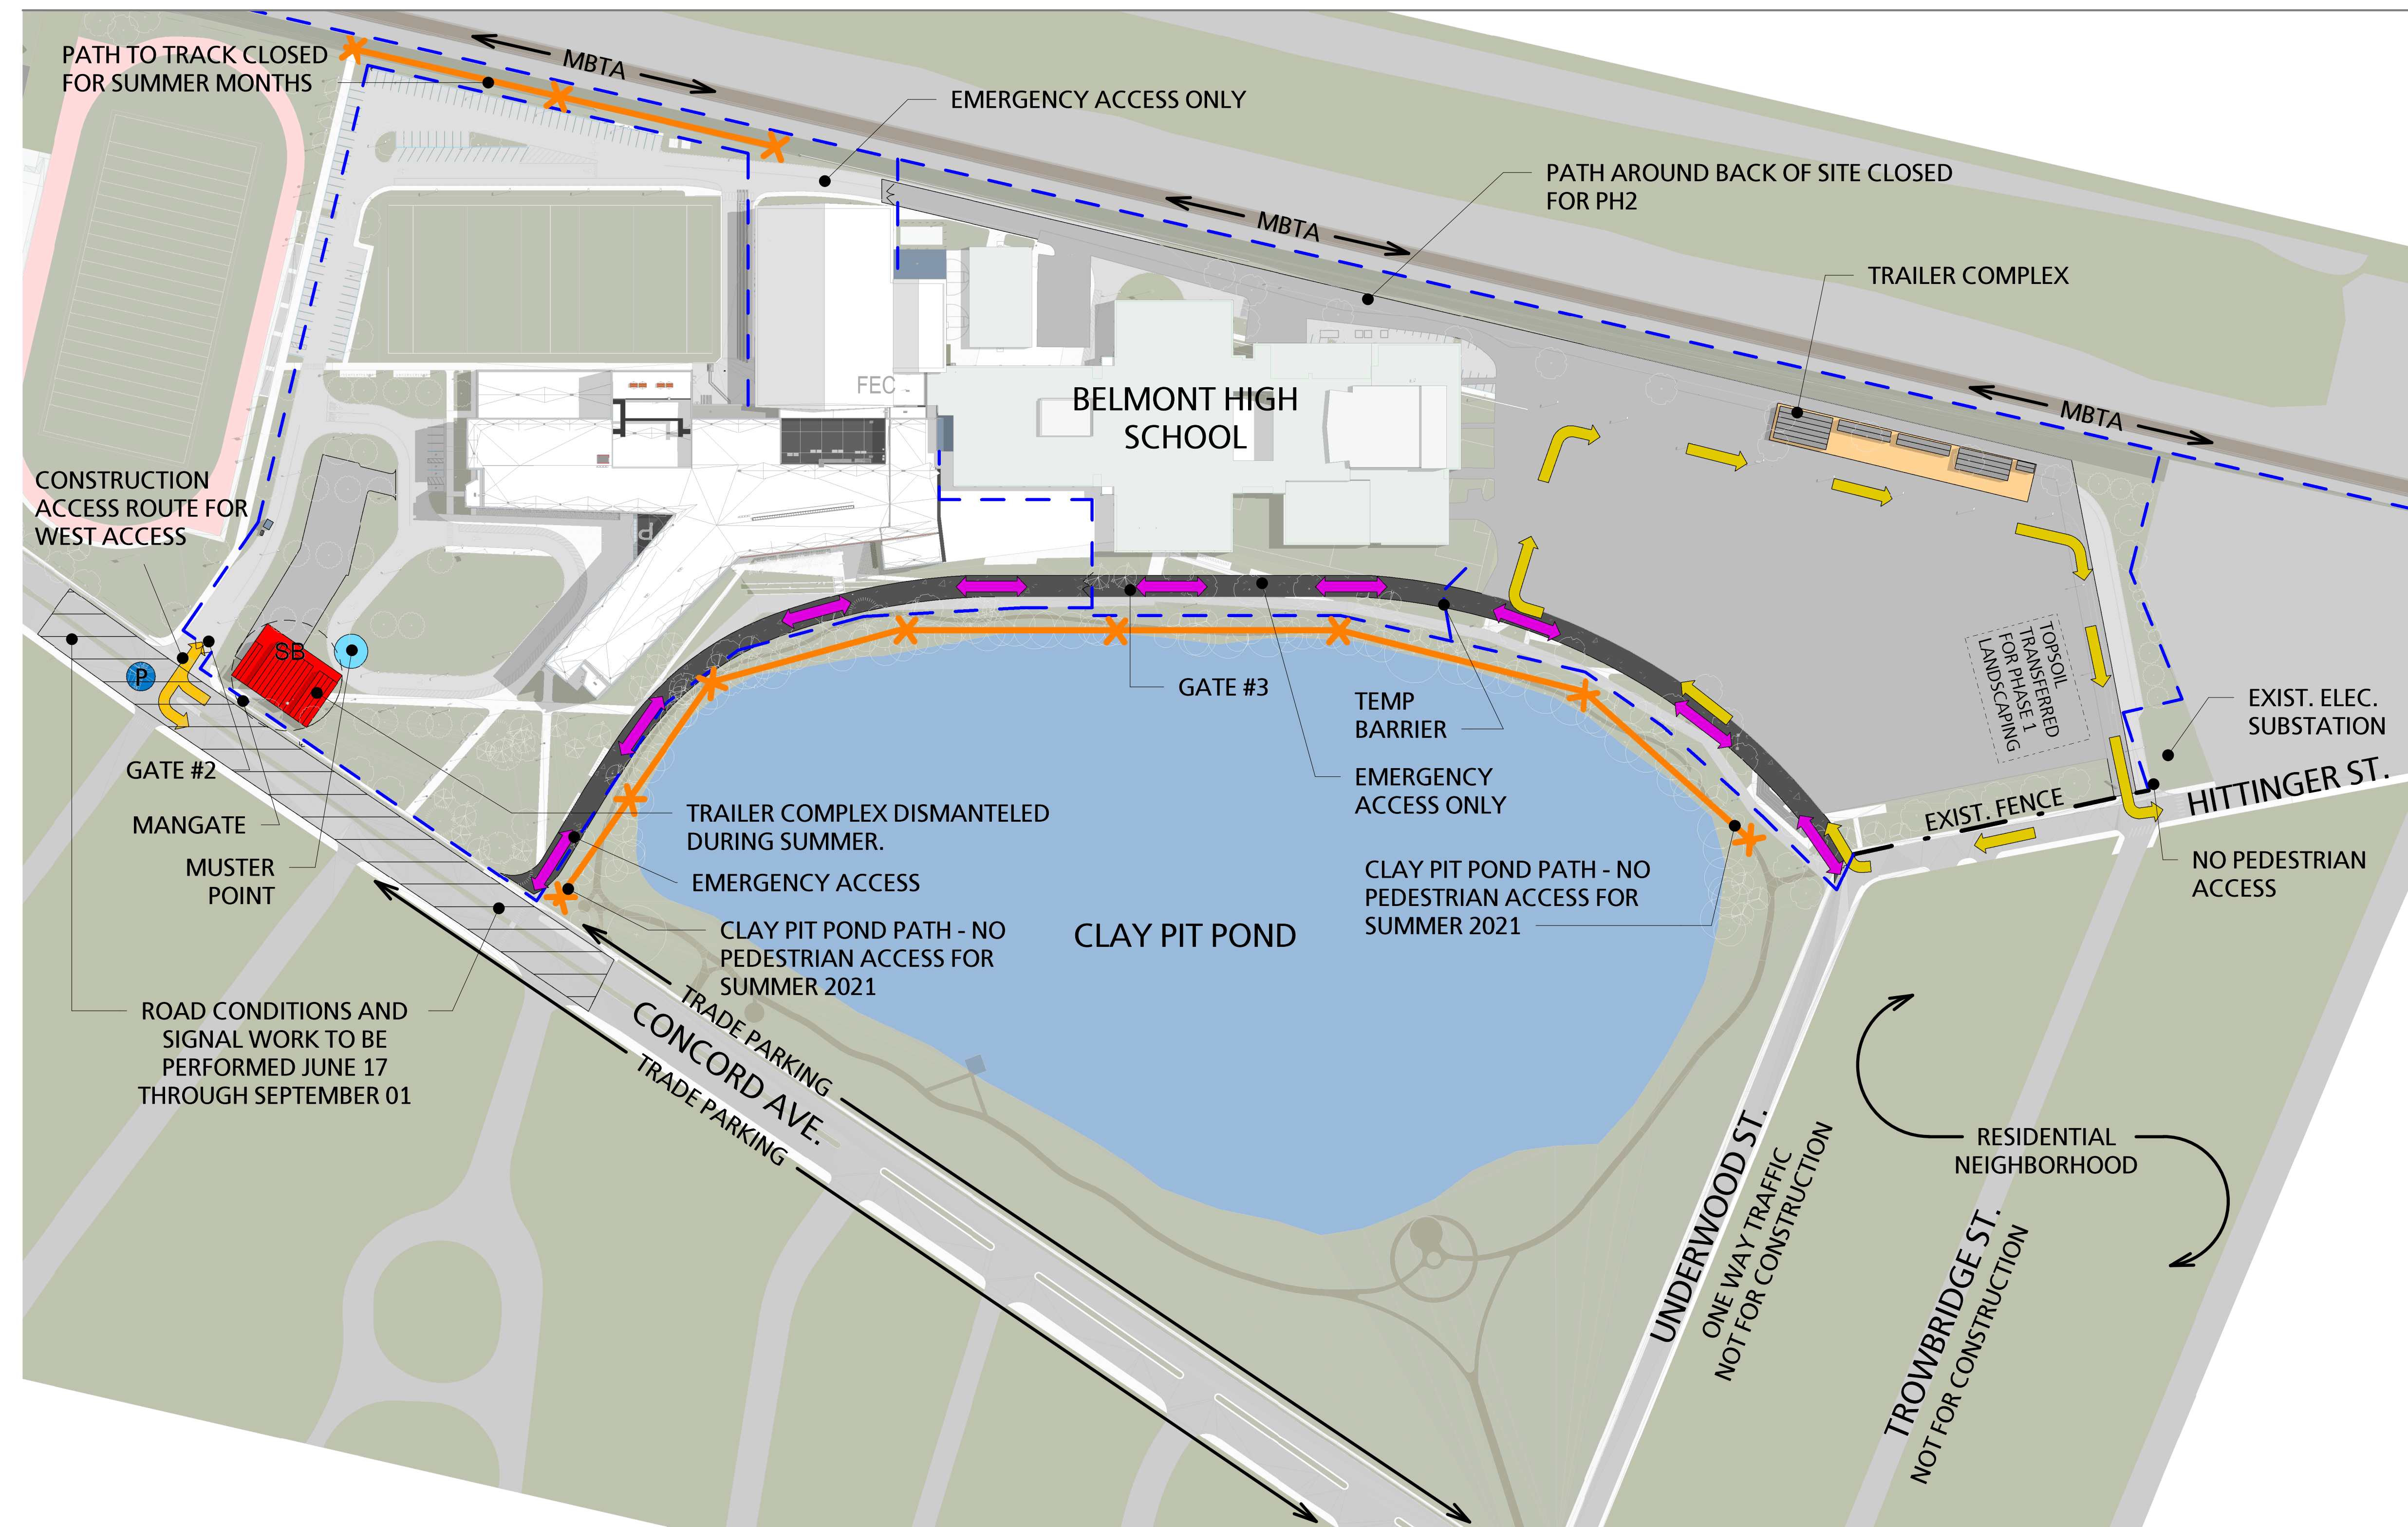 PATH TO TRACK CLOSED
FOR SUMMER MONTHS
MBTA
EMERGENCY ACCESS ONLY
PATH AROUND BACK OF SITE CLOSED
FOR PH2
MBTA
TRAILER COMPLEX
MBTA
FEC
BELMONT HIGH
SCHOOL
CONSTRUCTION
ACCESS ROUTE FOR
WEST ACCESS
P
SB
P
GATE #2
MANGATE
MUSTER
POINT
GATE #3
TEMP
BARRIER
EMERGENCY
ACCESS ONLY
TOPSOIL
TRANSFERRED
FOR PHASE 1
LANDSCAPING
EXIST. ELEC.
SUBSTATION
HITTINGER ST.
EXIST. FENCE
NO PEDESTRIAN
ACCESS
TRAILER COMPLEX DISMANTELED
DURING SUMMER.
EMERGENCY ACCESS
CLAY PIT POND PATH - NO
PEDESTRIAN ACCESS FOR
SUMMER 2021
CLAY PIT POND
CLAY PIT POND PATH - NO
PEDESTRIAN ACCESS FOR
SUMMER 2021
ROAD CONDITIONS AND
SIGNAL WORK TO BE
PERFORMED JUNE 17
THROUGH SEPTEMBER 01
TRADE PARKING
CONCORD AVE.
TRADE PARKING
UNDERWOOD ST.
ONE WAY TRAFFIC
NOT FOR CONSTRUCTION
RESIDENTIAL
NEIGHBORHOOD
TROWBRIDGE ST.
NOT FOR CONSTRUCTION